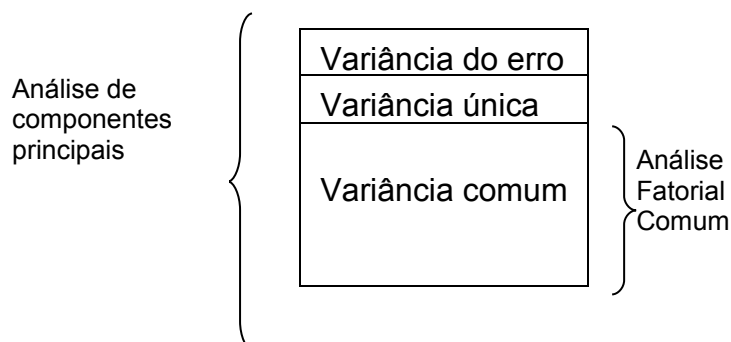 Análise de
componentes
principais
Variância do erro
Variância única
Variância comum
Análise
Fatorial
Comum